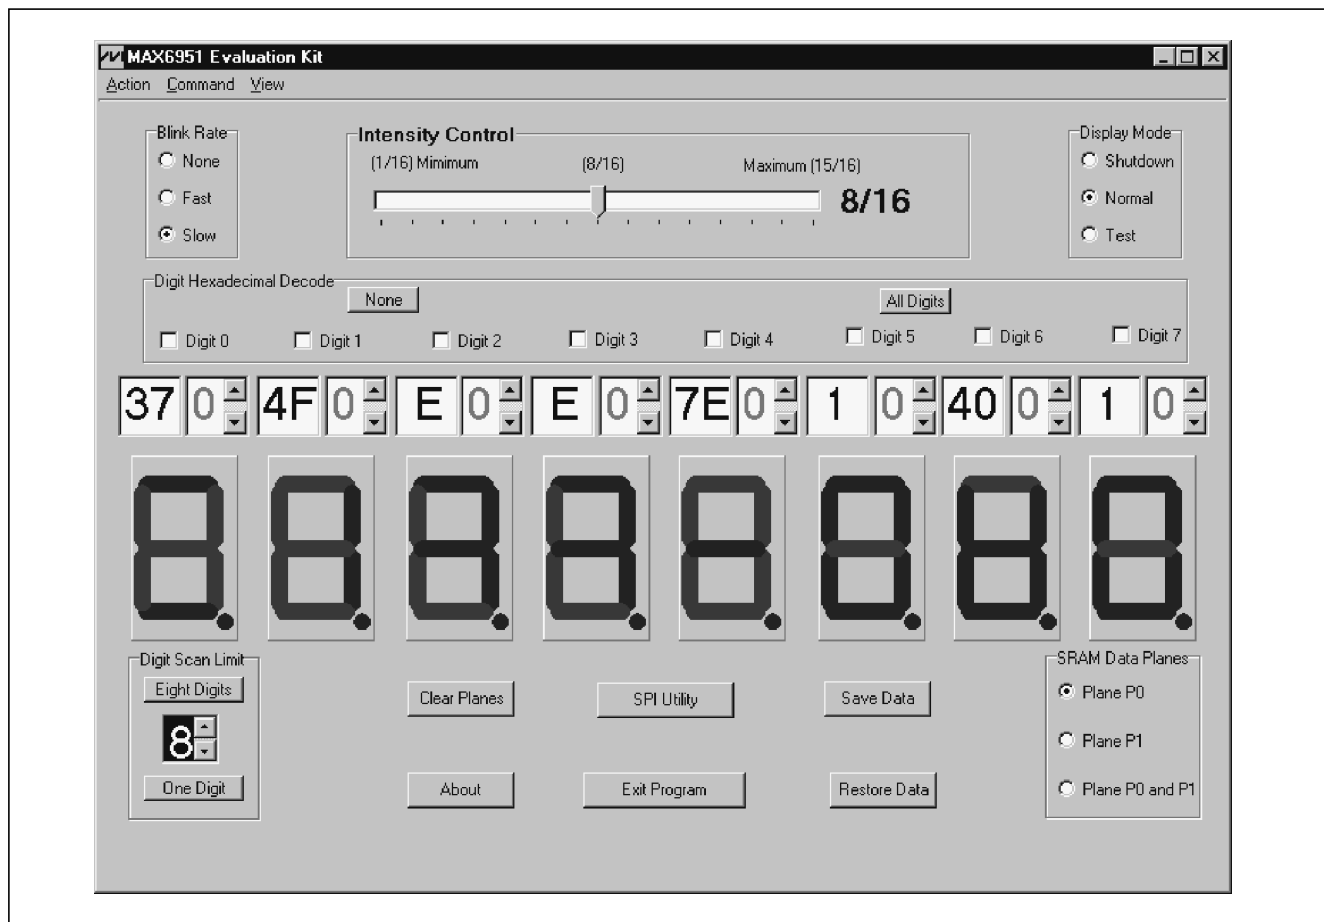 MAX6951 Evaluation Kit
Action Command View
Blink Rate
None
Fast
Slow
Intensity Control
(1/16) Mimimum (8/16) Maximum (15/16)
8/16
Display Mode
Shutdown
Normal
Test
Digit Hexadecimal Decode
None All Digits
Digit 0 Digit 1 Digit 2 Digit 3 Digit 4 Digit 5 Digit 6 Digit 7
37 0 4F 0 E 0 E 0 7E 0 1 0 40 0 1 0
Digit Scan Limit
Eight Digits
8
One Digit
Clear Planes SPI Utility Save Data
About Exit Program Restore Data
SRAM Data Planes
Plane P0
Plane P1
Plane P0 and P1